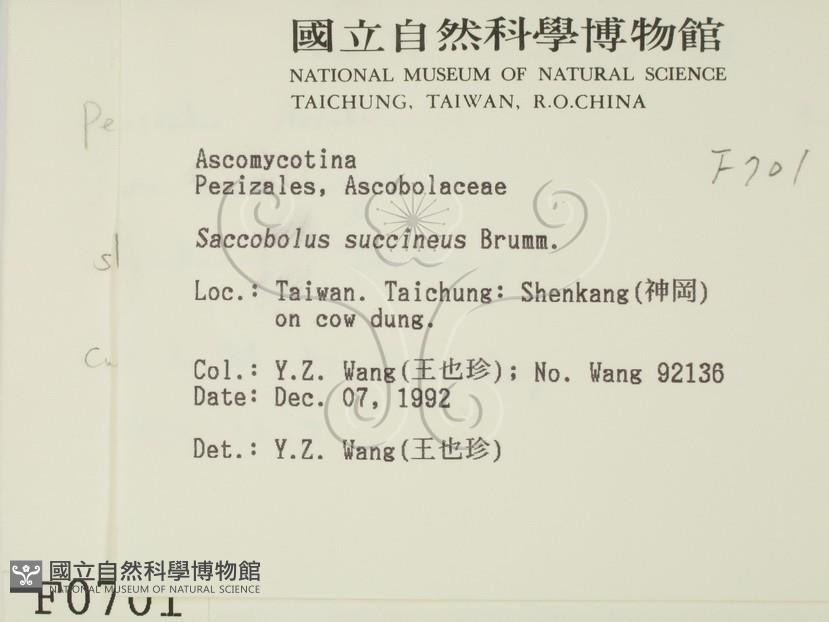 國立自然科學博物館
NATIONAL MUSEUM OF NATURAL SCIENCE
TAICHUNG, TAIWAN, R.O.CHINA
F701
Ascomycotina
Pezizales, Ascobolaceae
Saccobolus succineus Brumm.
Loc.: Taiwan. Taichung: Shenkang(神岡)
on cow dung.
Col.: Y.Z. Wang(王也珍); No. Wang 92136
Date: Dec. 07, 1992
Det.: Y.Z. Wang(王也珍)
Pe
sl
Cu
國立自然科學博物館
NATIONAL MUSEUM OF NATURAL SCIENCE
F0701